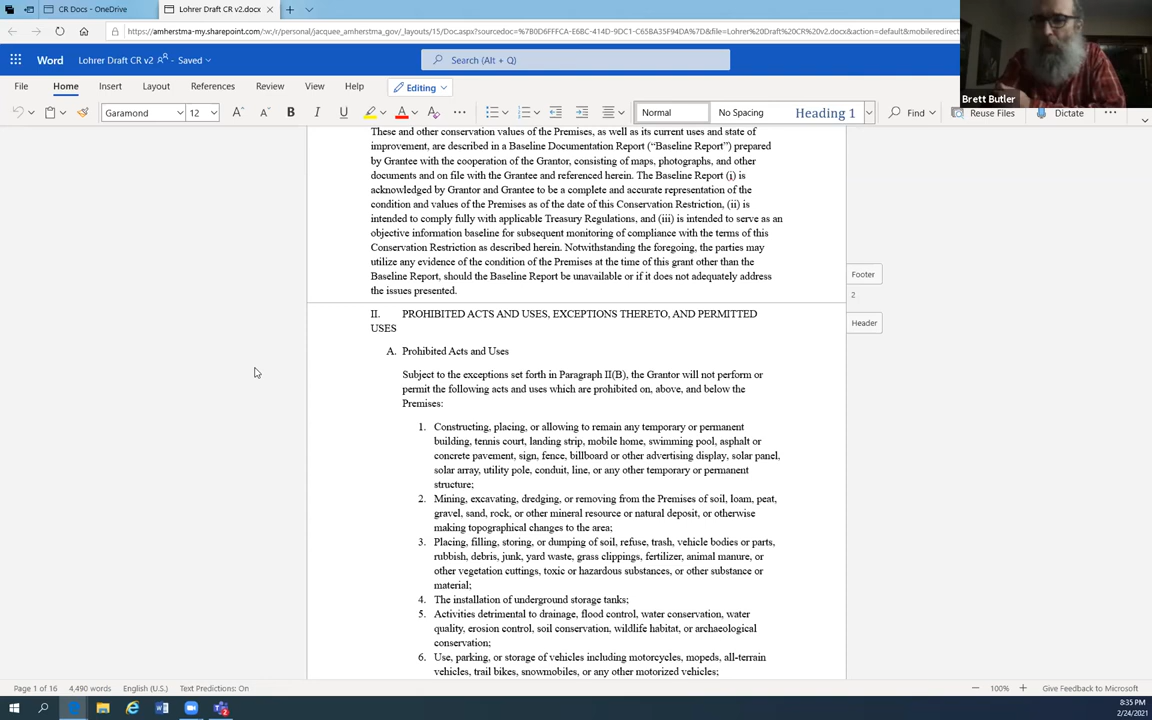 CR Docs - OneDrive
Lohrer Draft CR v2.docx
https://amherstma-my.sharepoint.com/:w:/r/personal/jacquee_amherstma_gov/_layouts/15/Doc.aspx?sourcedoc=%7B0D6FFFCA-E6BC-414D-9DC1-C65BA35F94DA%7D&file=Lohrer%20Draft%20CR%20v2.docx&action=default&mobileredirect
Word
Lohrer Draft CR v2
- Saved
Search (Alt + Q)
File
Home
Insert
Layout
References
Review
View
Help
Editing
Brett Butler
Garamond
12
Normal
No Spacing
Heading 1
Find
Reuse Files
Dictate
These and other conservation values of the Premises, as well as its current uses and state of
improvement, are described in a Baseline Documentation Report (“Baseline Report”) prepared
by Grantee with the cooperation of the Grantor, consisting of maps, photographs, and other
documents and on file with the Grantee and referenced herein. The Baseline Report (i) is
acknowledged by Grantor and Grantee to be a complete and accurate representation of the
condition and values of the Premises as of the date of this Conservation Restriction, (ii) is
intended to comply fully with applicable Treasury Regulations, and (iii) is intended to serve as an
objective information baseline for subsequent monitoring of compliance with the terms of this
Conservation Restriction as described herein. Notwithstanding the foregoing, the parties may
utilize any evidence of the condition of the Premises at the time of this grant other than the
Baseline Report, should the Baseline Report be unavailable or if it does not adequately address
the issues presented.
Footer
2
Header
II. PROHIBITED ACTS AND USES, EXCEPTIONS THERETO, AND PERMITTED
USES
A. Prohibited Acts and Uses
Subject to the exceptions set forth in Paragraph II(B), the Grantor will not perform or
permit the following acts and uses which are prohibited on, above, and below the
Premises:
1. Constructing, placing, or allowing to remain any temporary or permanent
building, tennis court, landing strip, mobile home, swimming pool, asphalt or
concrete pavement, sign, fence, billboard or other advertising display, solar panel,
solar array, utility pole, conduit, line, or any other temporary or permanent
structure;
2. Mining, excavating, dredging, or removing from the Premises of soil, loam, peat,
gravel, sand, rock, or other mineral resource or natural deposit, or otherwise
making topographical changes to the area;
3. Placing, filling, storing, or dumping of soil, refuse, trash, vehicle bodies or parts,
rubbish, debris, junk, yard waste, grass clippings, fertilizer, animal manure, or
other vegetation cuttings, toxic or hazardous substances, or other substance or
material;
4. The installation of underground storage tanks;
5. Activities detrimental to drainage, flood control, water conservation, water
quality, erosion control, soil conservation, wildlife habitat, or archaeological
conservation;
6. Use, parking, or storage of vehicles including motorcycles, mopeds, all-terrain
vehicles, trail bikes, snowmobiles, or any other motorized vehicles;
Page 1 of 16
4,490 words
English (U.S.)
Text Predictions: On
100%
Give Feedback to Microsoft
8:35 PM
2/24/2021